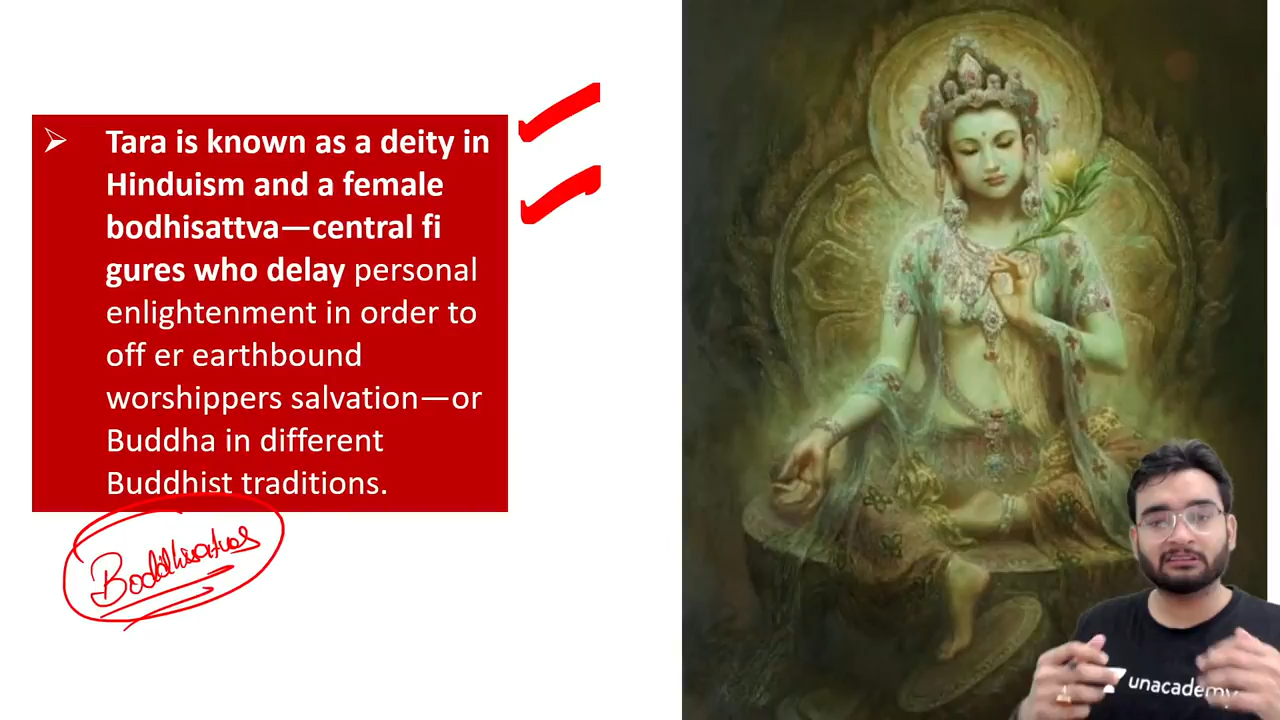 ➢ Tara is known as a deity in
Hinduism and a female
bodhisattva—central fi
gures who delay personal
enlightenment in order to
off er earthbound
worshippers salvation—or
Buddha in different
Buddhist traditions.
Boddhisatvas
unacademy